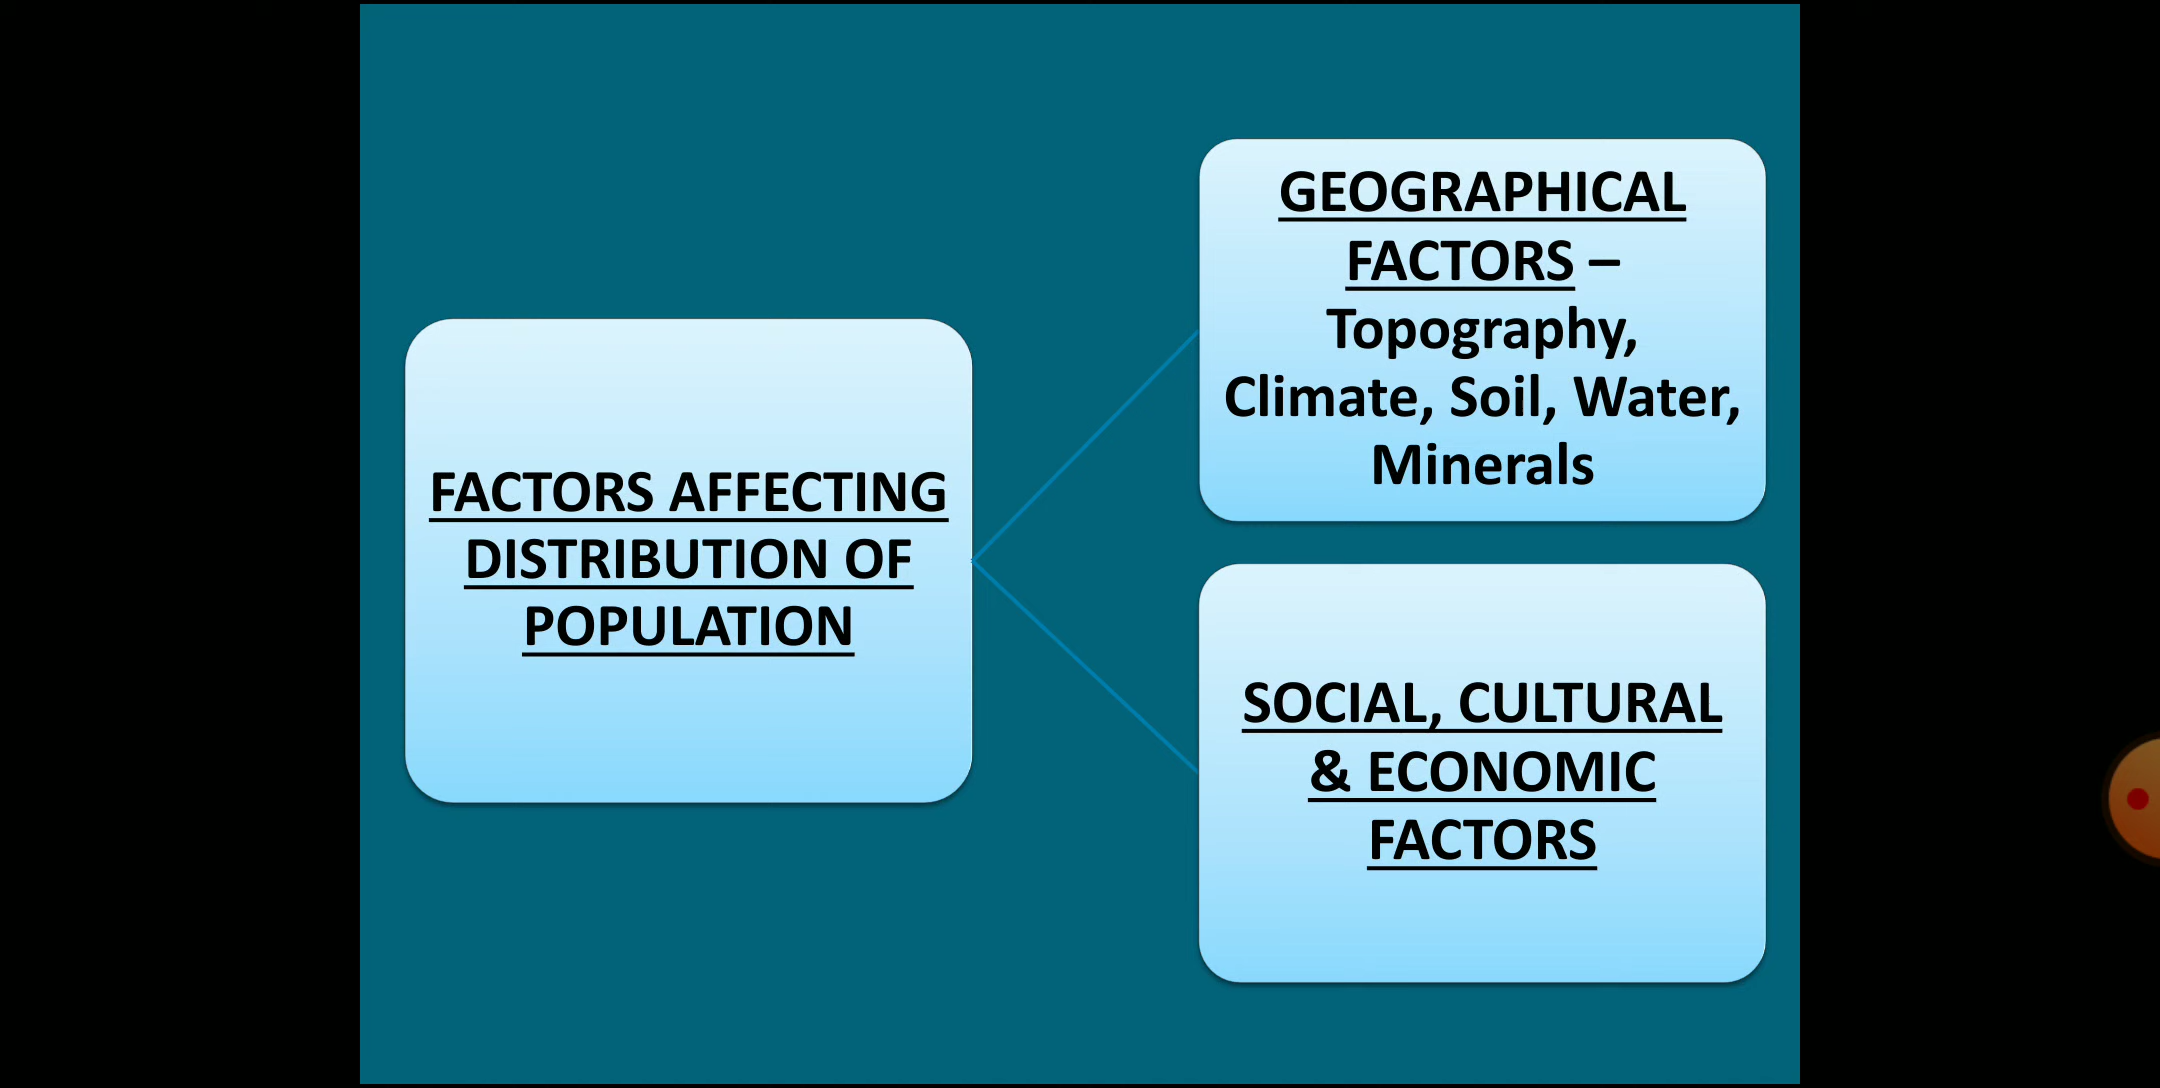 FACTORS AFFECTING
DISTRIBUTION OF
POPULATION
GEOGRAPHICAL
FACTORS –
Topography,
Climate, Soil, Water,
Minerals
SOCIAL, CULTURAL
& ECONOMIC
FACTORS